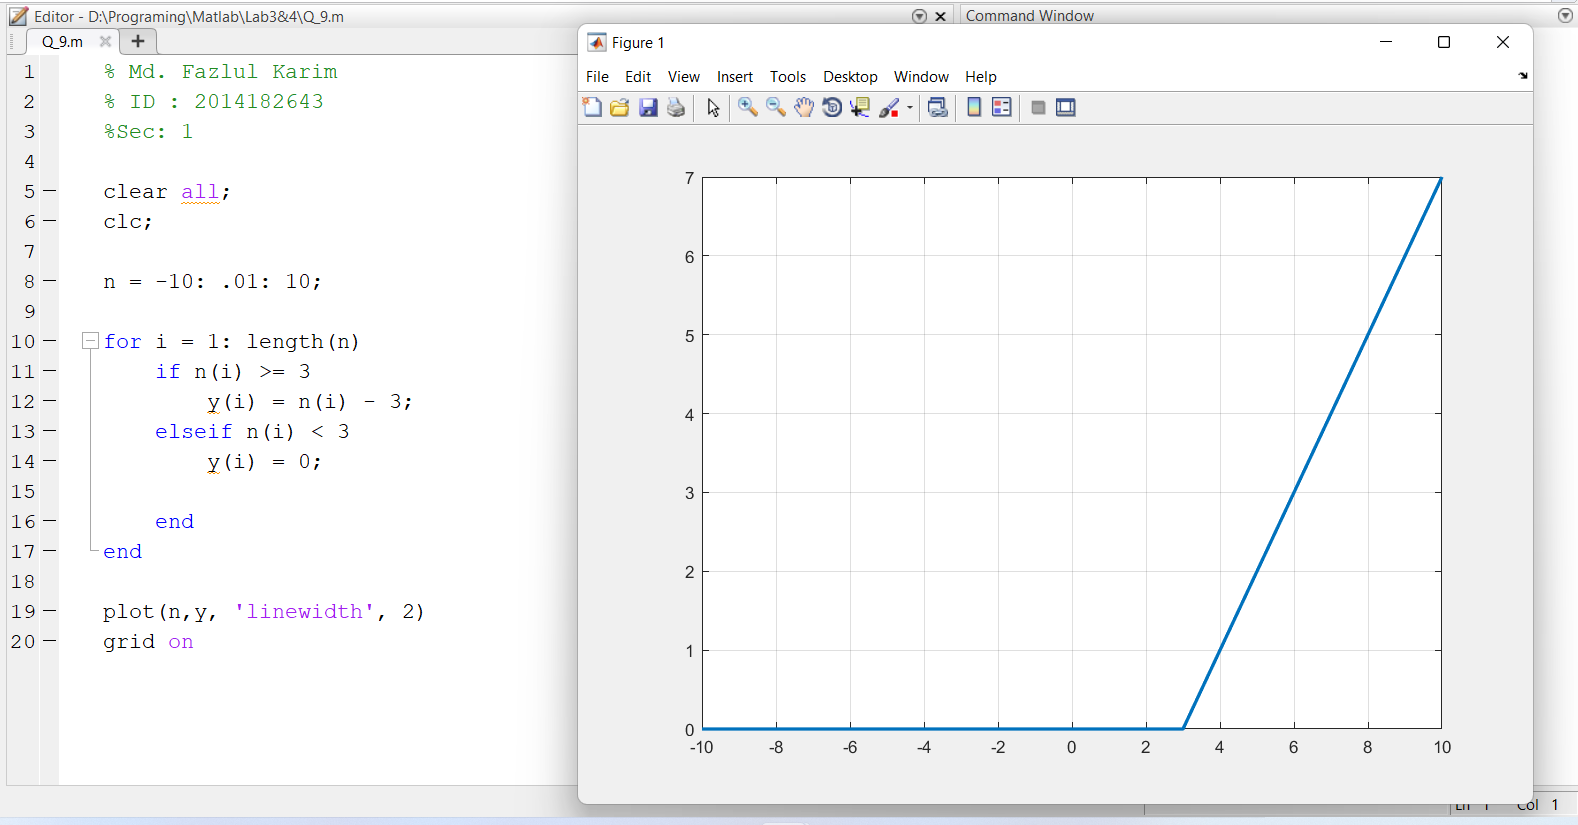 Editor - D:\Programing\Matlab\Lab3&4\Q_9.m
Command Window
Q_9.m
1 % Md. Fazlul Karim
2 % ID : 2014182643
3 %Sec: 1
4
5 clear all;
6 clc;
7
8 n = -10: .01: 10;
9
10 for i = 1: length(n)
11 if n(i) >= 3
12 y(i) = n(i) - 3;
13 elseif n(i) < 3
14 y(i) = 0;
15
16 end
17 end
18
19 plot(n,y, 'linewidth', 2)
20 grid on
Figure 1
File Edit View Insert Tools Desktop Window Help
7
6
5
4
3
2
1
0
-10 -8 -6 -4 -2 0 2 4 6 8 10
Ln 1 Col 1